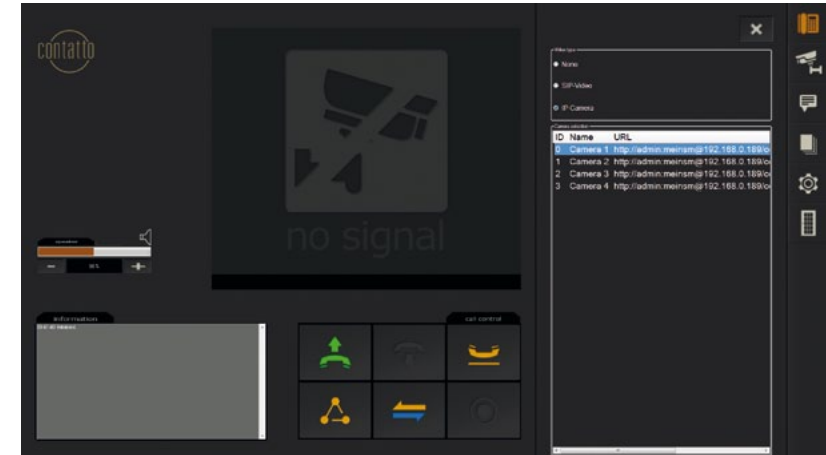 contatto
no signal
None
SIP-Video
IP-Camera
ID Name URL
0 Camera 1 http://admin:meinsm@192.168.0.189/o
1 Camera 2 http://admin:meinsm@192.168.0.189/o
2 Camera 3 http://admin:meinsm@192.168.0.189/o
3 Camera 4 http://admin:meinsm@192.168.0.189/o
information
call control